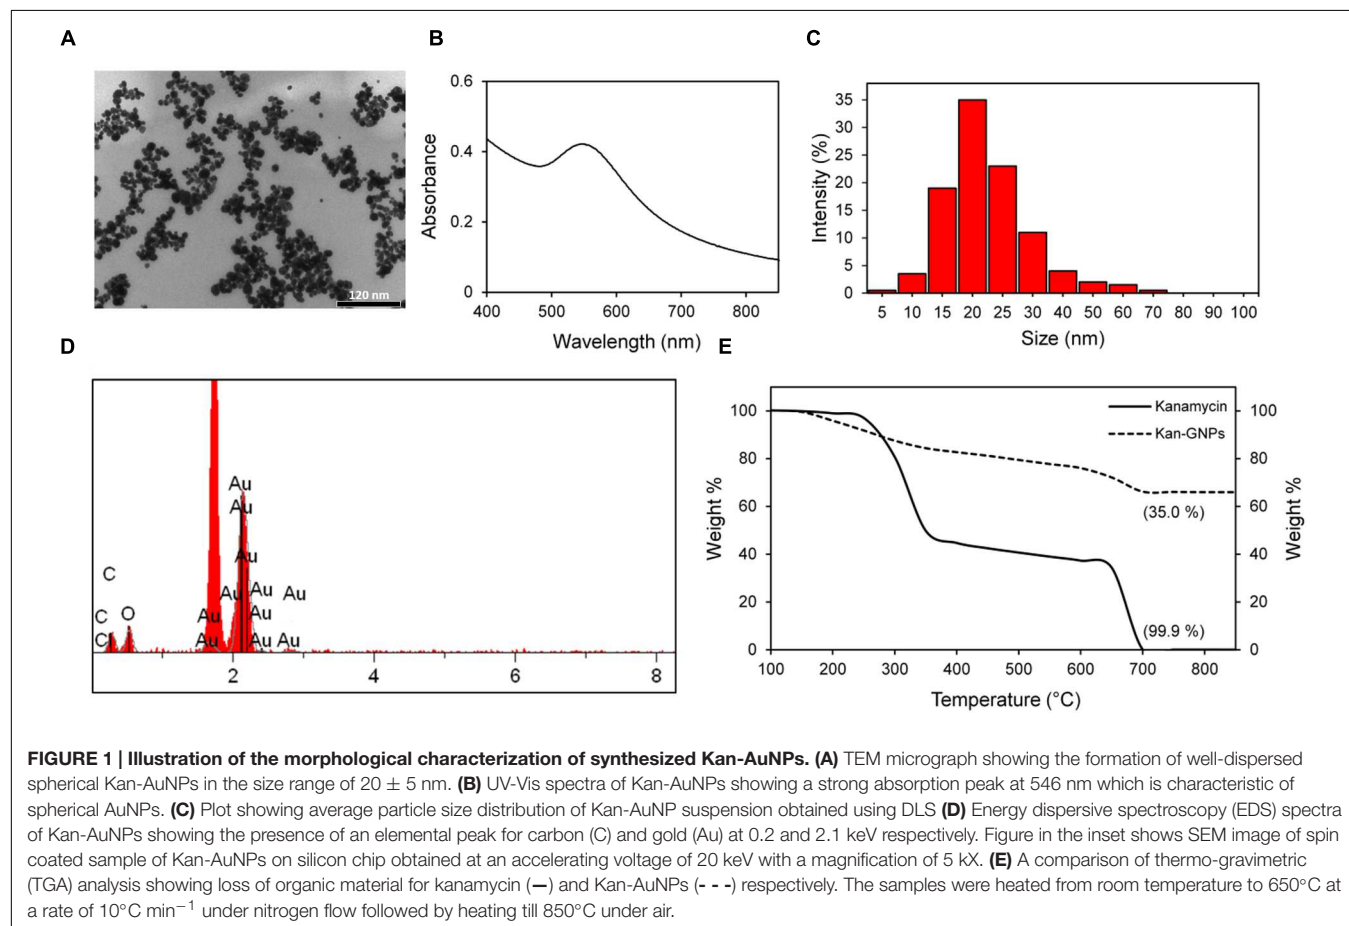 A
120 nm
B
0.6
0.4
0.2
0
Absorbance
400 500 600 700 800
Wavelength (nm)
C
35
30
25
20
15
10
5
0
Intensity (%)
5 10 15 20 25 30 40 50 60 70 80 90 100
Size (nm)
D
Au
Au
Au
C
Au Au Au
C O Au Au
C Au Au Au
2 4 6 8
E
Kanamycin
Kan-GNPs
100 100
80 80
60 60
(35.0 %)
40 40
20 20
(99.9 %)
0 0
Weight %
Weight %
100 200 300 400 500 600 700 800
Temperature (°C)
FIGURE 1 | Illustration of the morphological characterization of synthesized Kan-AuNPs. (A) TEM micrograph showing the formation of well-dispersed
spherical Kan-AuNPs in the size range of 20 ± 5 nm. (B) UV-Vis spectra of Kan-AuNPs showing a strong absorption peak at 546 nm which is characteristic of
spherical AuNPs. (C) Plot showing average particle size distribution of Kan-AuNP suspension obtained using DLS (D) Energy dispersive spectroscopy (EDS) spectra
of Kan-AuNPs showing the presence of an elemental peak for carbon (C) and gold (Au) at 0.2 and 2.1 keV respectively. Figure in the inset shows SEM image of spin
coated sample of Kan-AuNPs on silicon chip obtained at an accelerating voltage of 20 keV with a magnification of 5 kX. (E) A comparison of thermo-gravimetric
(TGA) analysis showing loss of organic material for kanamycin (—) and Kan-AuNPs (- - -) respectively. The samples were heated from room temperature to 650°C at
a rate of 10°C min−1 under nitrogen flow followed by heating till 850°C under air.